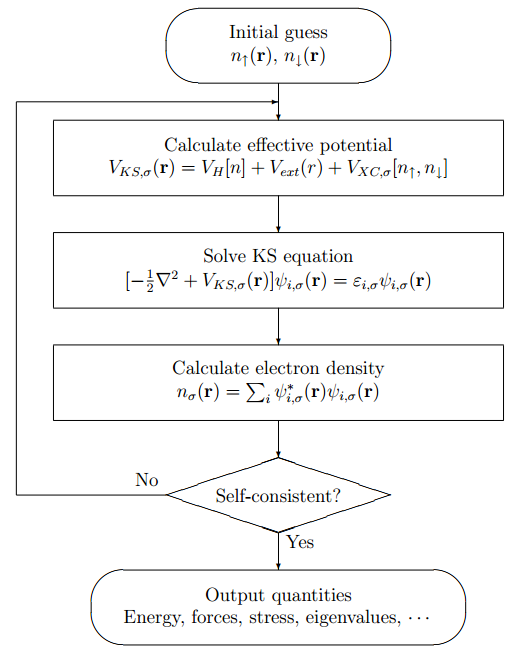 Initial guess
n↑(r), n↓(r)
Calculate effective potential
V_{KS,σ}(r) = V_H[n] + V_{ext}(r) + V_{XC,σ}[n↑, n↓]
Solve KS equation
[−½∇² + V_{KS,σ}(r)]ψ_{i,σ}(r) = ε_{i,σ}ψ_{i,σ}(r)
Calculate electron density
n_σ(r) = ∑_i ψ*_{i,σ}(r)ψ_{i,σ}(r)
No
Self-consistent?
Yes
Output quantities
Energy, forces, stress, eigenvalues, ⋯